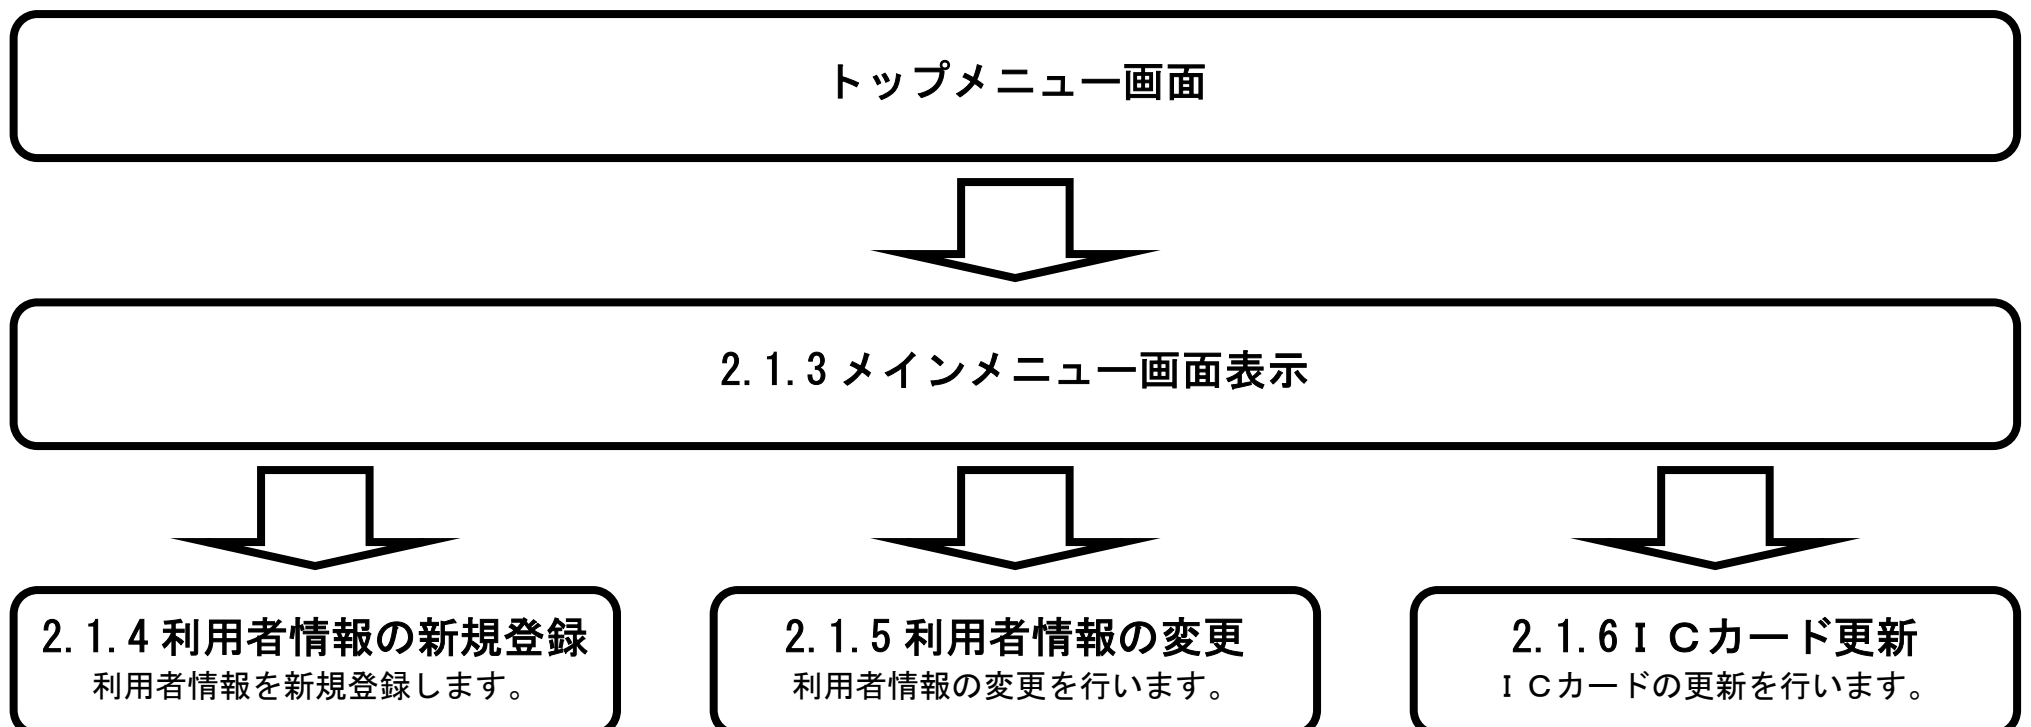 トップメニュー画面
2.1.3 メインメニュー画面表示
2.1.4 利用者情報の新規登録
利用者情報を新規登録します。
2.1.5 利用者情報の変更
利用者情報の変更を行います。
2.1.6 ＩＣカード更新
ＩＣカードの更新を行います。